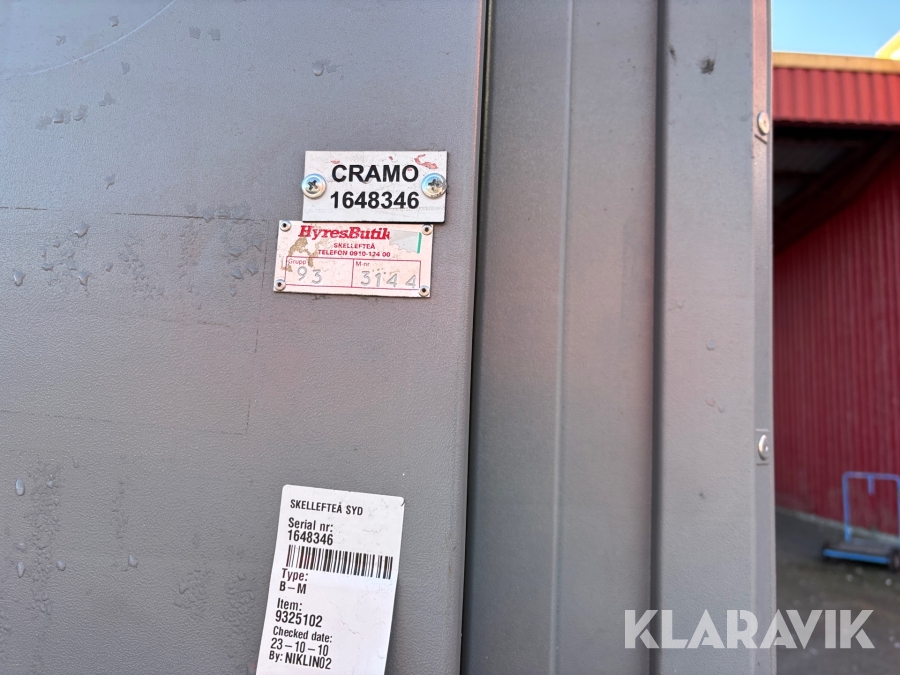 CRAMO
1648346
HyresButik
SKELLEFTEÅ
TELEFON 0910-124 00
Grupp
93
M-nr
3144
SKELLEFTEÅ SYD
Serial nr:
1648346
Type:
B-M
Item:
9325102
Checked date:
23-10-10
By: NIKLIN02
KLARAVIK